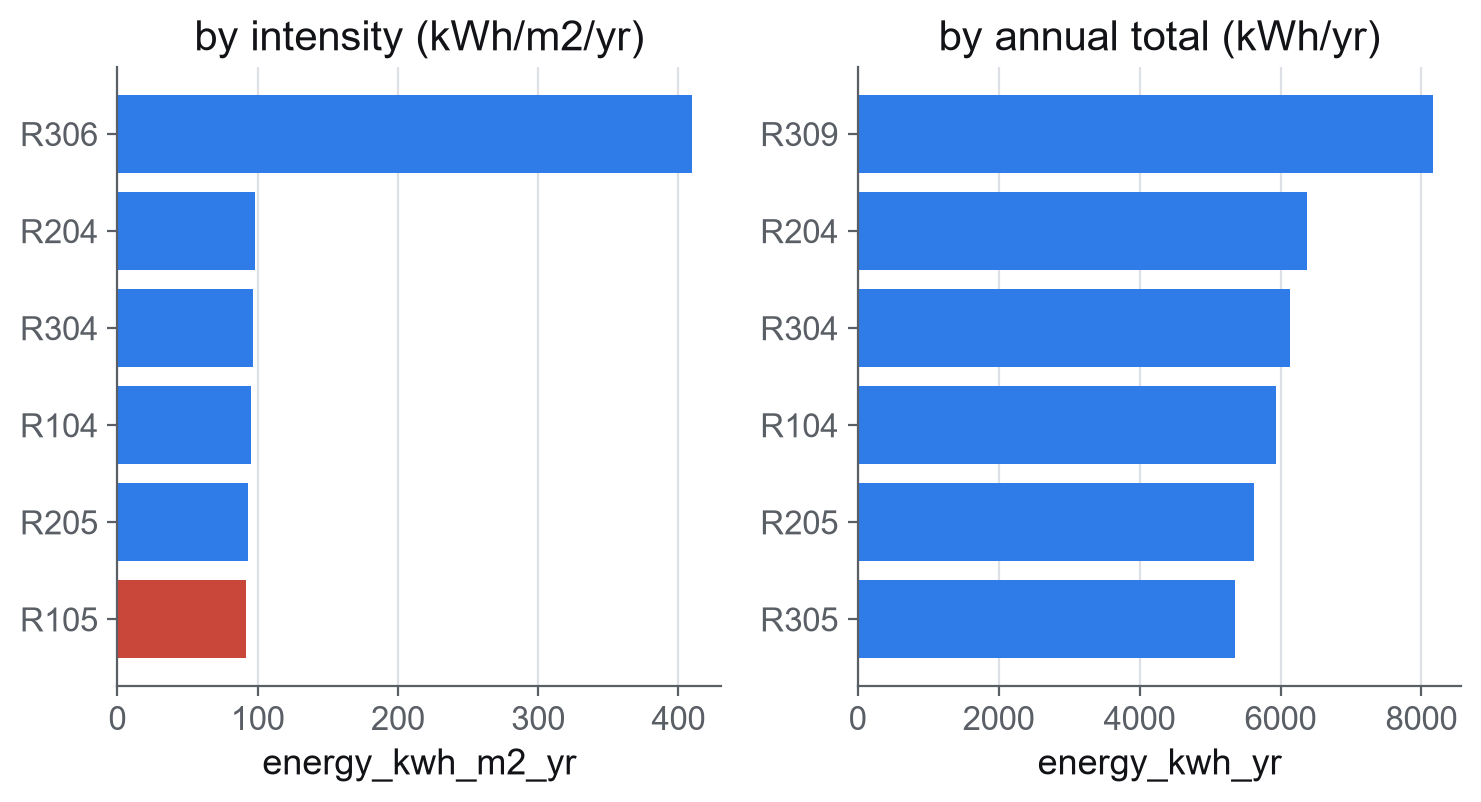 by intensity (kWh/m2/yr)
R306
R204
R304
R104
R205
R105
0 100 200 300 400
energy_kwh_m2_yr
by annual total (kWh/yr)
R309
R204
R304
R104
R205
R305
0 2000 4000 6000 8000
energy_kwh_yr